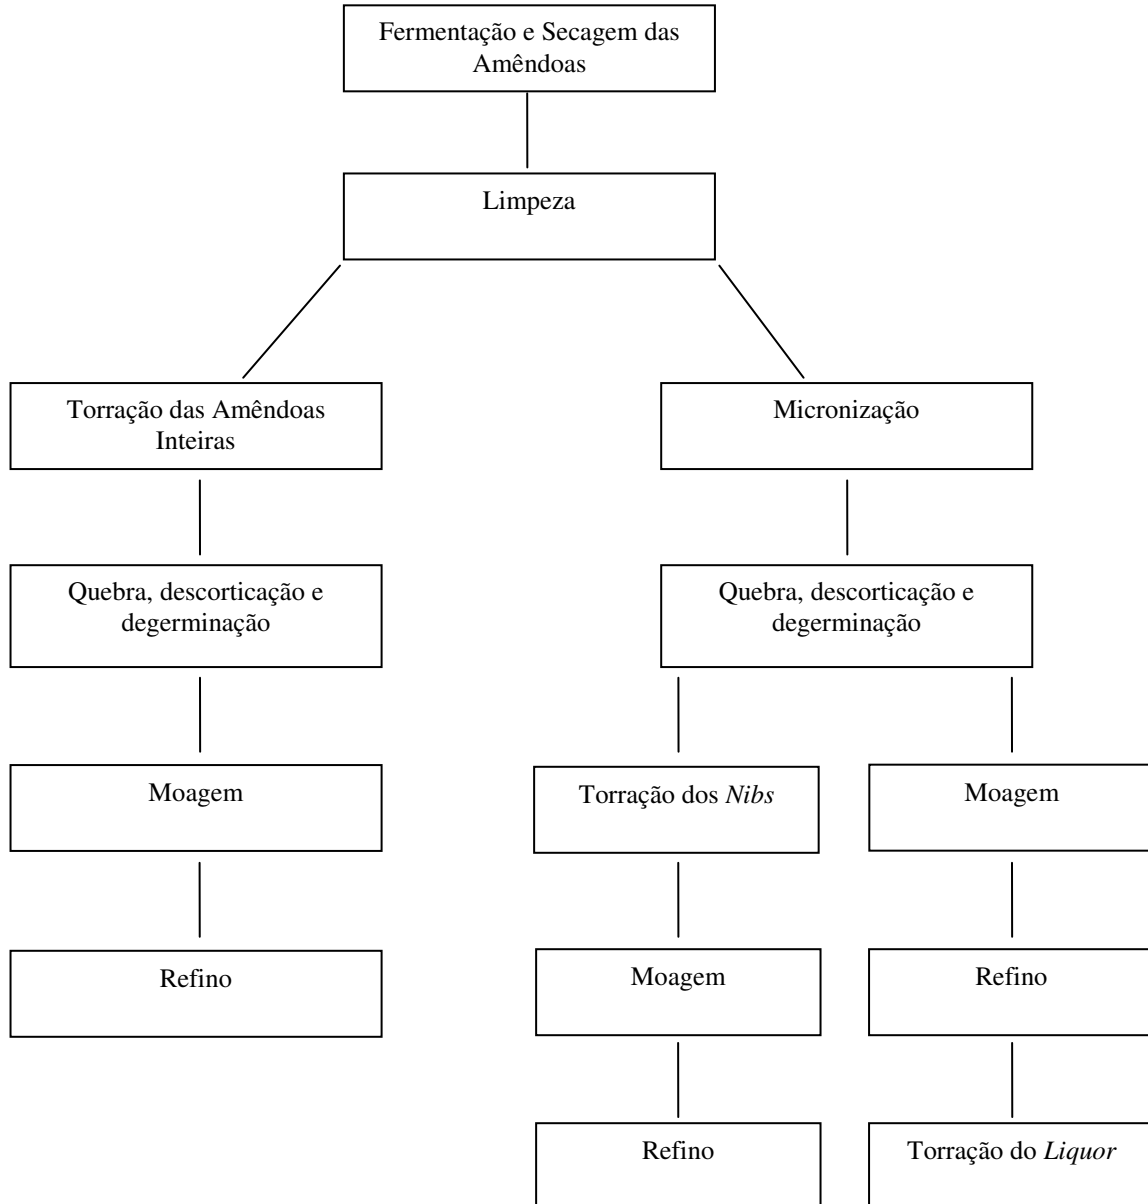 Fermentação e Secagem das
Amêndoas
Limpeza
Torração das Amêndoas
Inteiras
Micronização
Quebra, descorticação e
degerminação
Quebra, descorticação e
degerminação
Moagem
Torração dos Nibs
Moagem
Refino
Moagem
Refino
Refino
Torração do Liquor